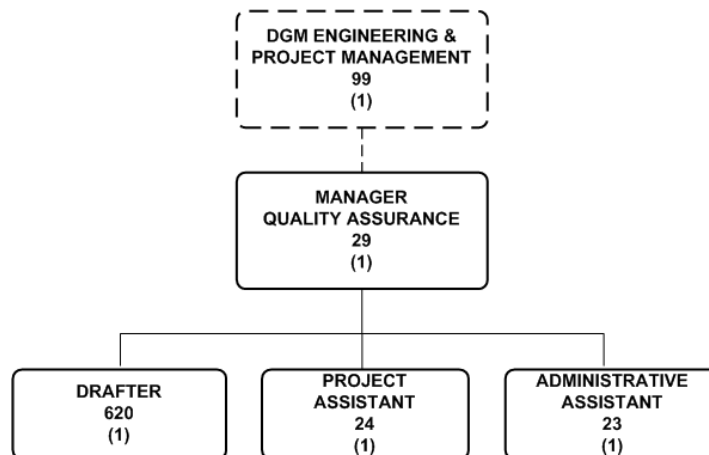 DGM ENGINEERING &
PROJECT MANAGEMENT
99
(1)
MANAGER
QUALITY ASSURANCE
29
(1)
DRAFTER
620
(1)
PROJECT
ASSISTANT
24
(1)
ADMINISTRATIVE
ASSISTANT
23
(1)